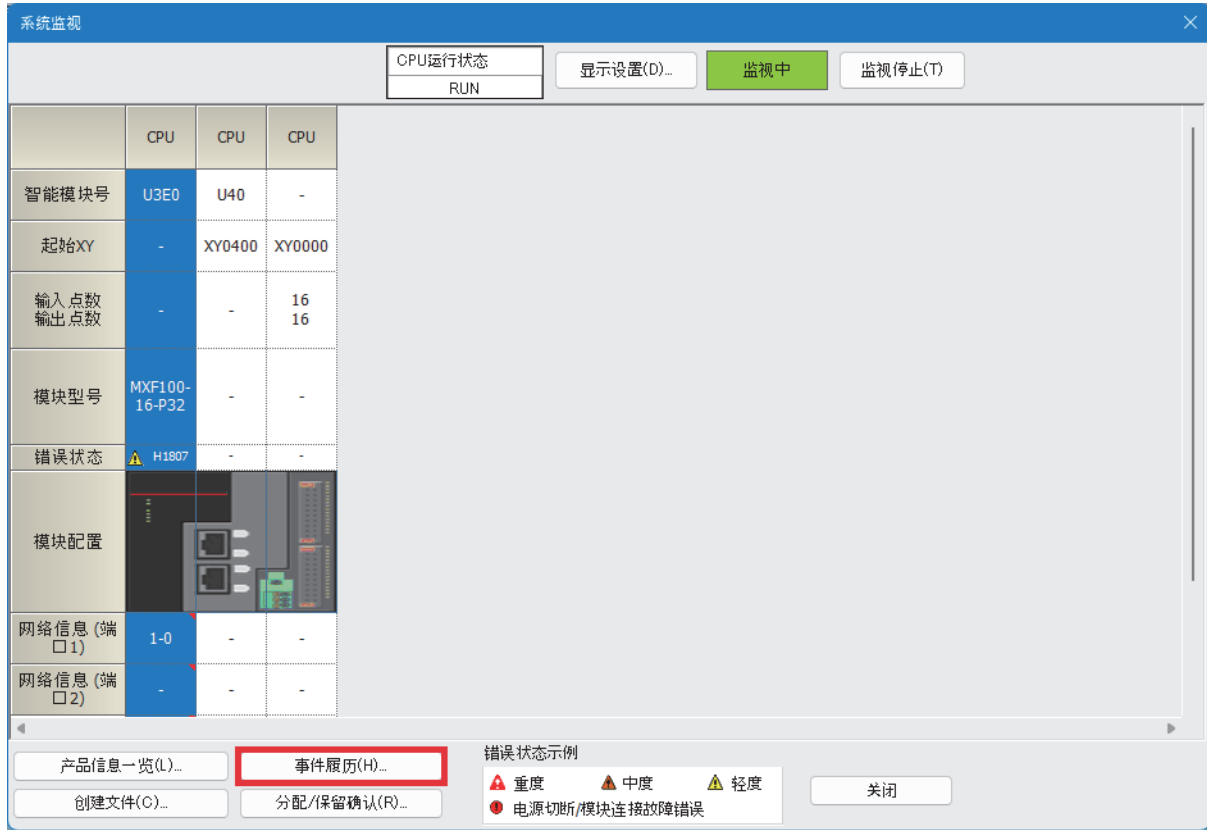 系统监视
CPU运行状态
RUN
显示设置(D)...
监视中
监视停止(T)
CPU CPU CPU
智能模块号 U3E0 U40 -
起始XY - XY0400 XY0000
输入点数 - - 16
输出点数 16
模块型号 MXF100- - -
16-P32
错误状态 H1807 - -
模块配置
网络信息 (端 1-0 - -
口1)
网络信息 (端 - - -
口2)
产品信息一览(L)...
事件履历(H)...
创建文件(C)...
分配/保留确认(R)...
错误状态示例
重度 中度 轻度
电源切断/模块连接故障错误
关闭